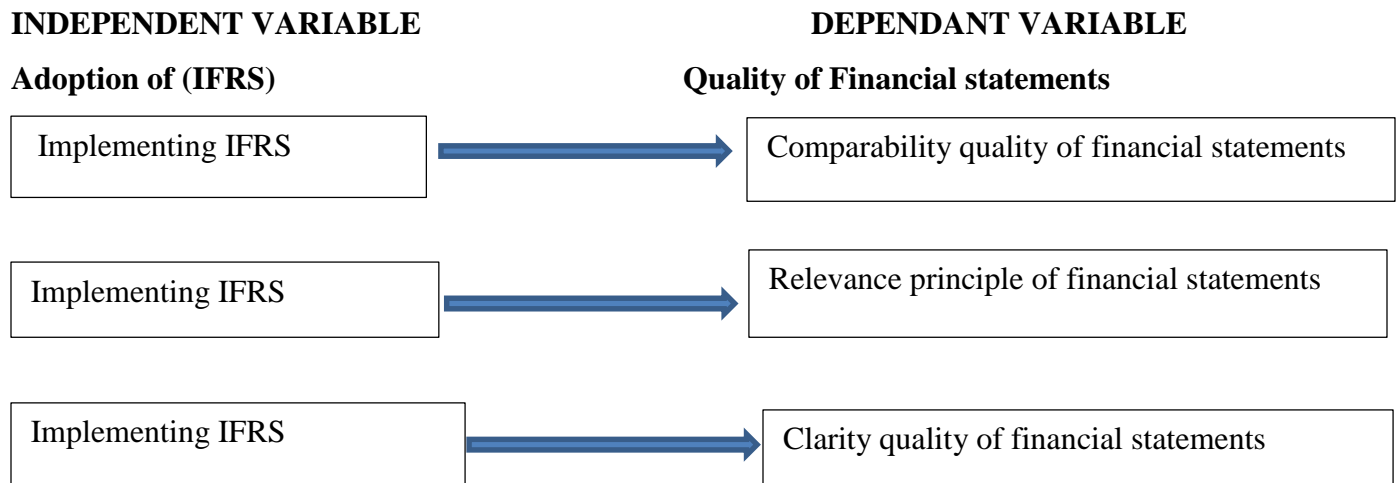 INDEPENDENT VARIABLE DEPENDANT VARIABLE
Adoption of (IFRS) Quality of Financial statements
Implementing IFRS Comparability quality of financial statements
Implementing IFRS Relevance principle of financial statements
Implementing IFRS Clarity quality of financial statements